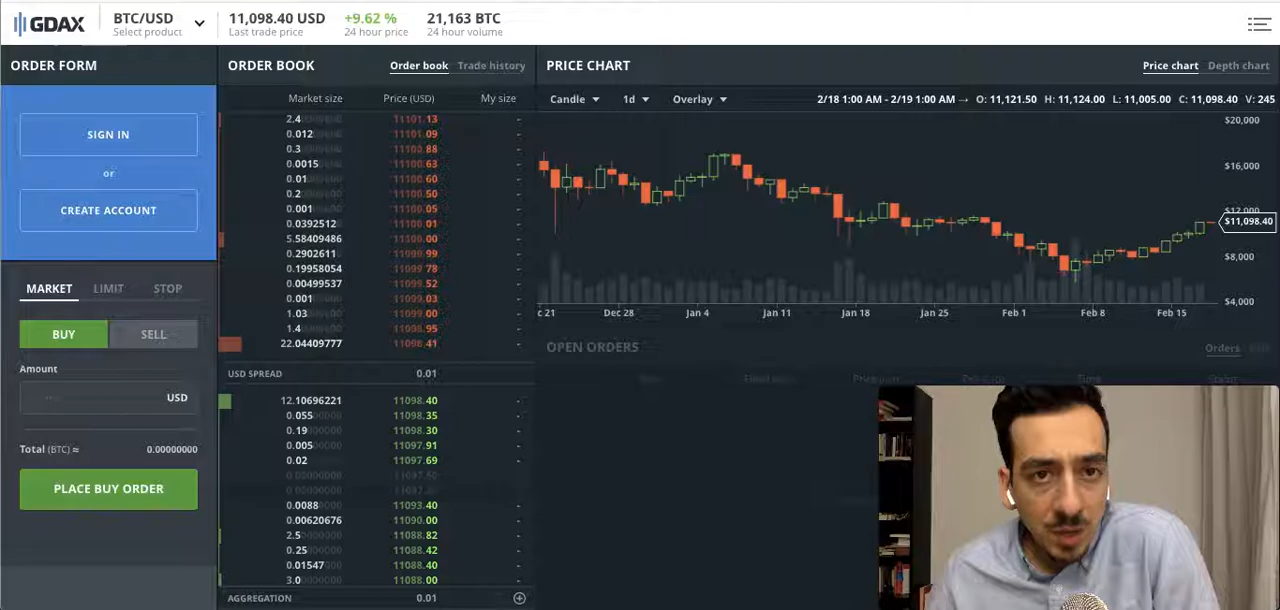 GDAX
BTC/USD
Select product
11,098.40 USD
Last trade price
+9.62 %
24 hour price
21,163 BTC
24 hour volume
ORDER FORM
SIGN IN
or
CREATE ACCOUNT
MARKET LIMIT STOP
BUY SELL
Amount
USD
Total (BTC) ≈ 0.00000000
PLACE BUY ORDER
ORDER BOOK Order book Trade history
Market size Price (USD) My size
2.4 11101.13 -
0.012 11101.09 -
0.3 11100.88 -
0.0015 11100.63 -
0.01 11100.60 -
0.2 11100.50 -
0.001 11100.05 -
0.0392512 11100.01 -
5.58409486 11100.00 -
0.2902611 11099.99 -
0.19958054 11099.78 -
0.00499537 11099.52 -
0.001 11099.03 -
1.03 11099.00 -
1.4 11098.95 -
22.04409777 11098.41 -
USD SPREAD 0.01
12.10696221 11098.40 -
0.055 11098.35 -
0.19 11098.30 -
0.005 11097.91 -
0.02 11097.69 -
0.0088 11093.40 -
0.00620676 11090.00 -
2.5 11088.82 -
0.25 11088.42 -
0.01547 11088.40 -
3.0 11088.00 -
AGGREGATION 0.01
PRICE CHART Price chart Depth chart
Candle 1d Overlay 2/18 1:00 AM - 2/19 1:00 AM → O: 11,121.50 H: 11,124.00 L: 11,005.00 C: 11,098.40 V: 245
$20,000
$16,000
$12,000
$11,098.40
$8,000
$4,000
c 21 Dec 28 Jan 4 Jan 11 Jan 18 Jan 25 Feb 1 Feb 8 Feb 15
OPEN ORDERS Orders